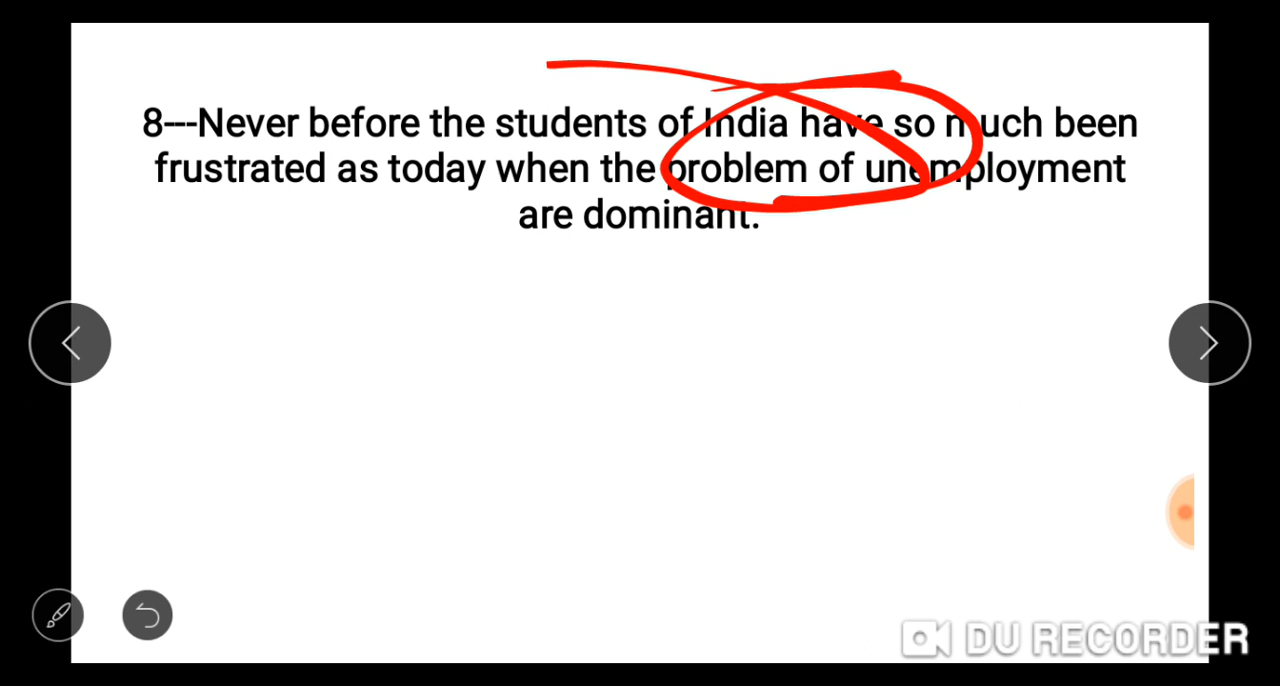 8---Never before the students of India have so much been
frustrated as today when the problem of unemployment
are dominant.
DU RECORDER